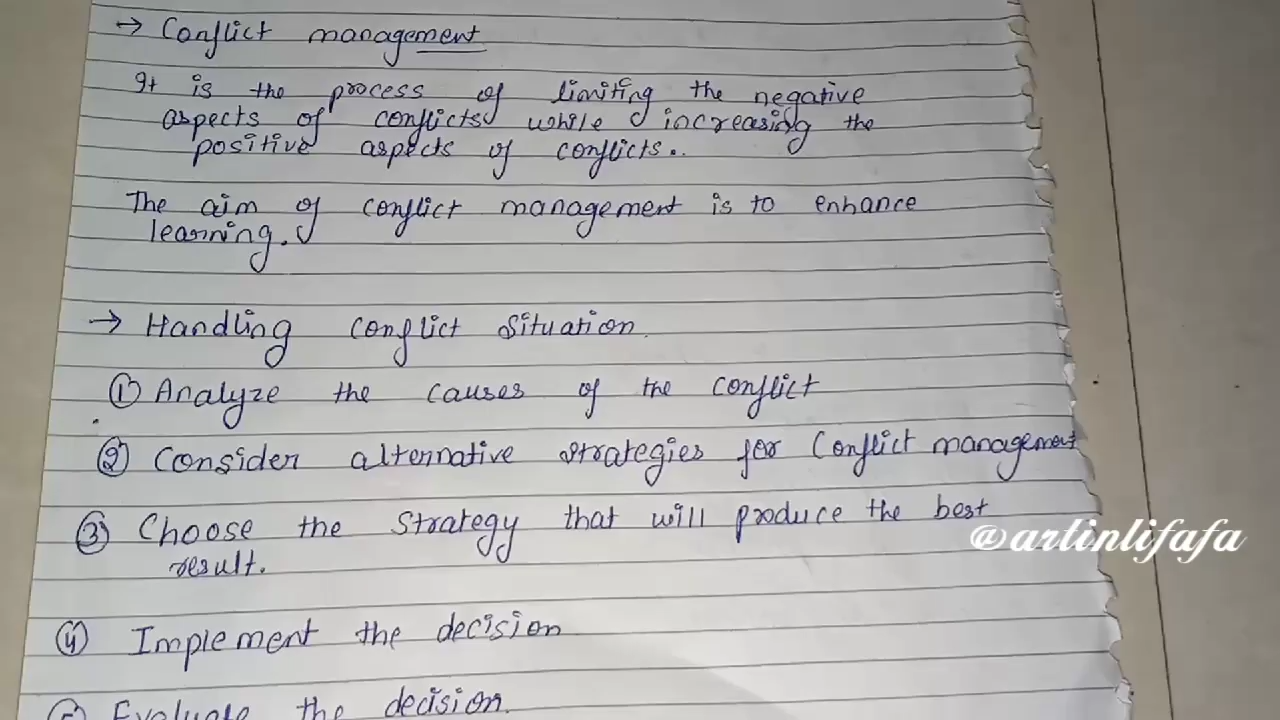 → Conflict management
It is the process of limiting the negative
aspects of conflicts while increasing the
positive aspects of conflicts.
The aim of conflict management is to enhance
learning.
→ Handling conflict situation
① Analyze the causes of the conflict
② Consider alternative strategies for conflict management
③ Choose the strategy that will produce the best
@artinlifafa
result.
④ Implement the decision
⑤ Evaluate the decision.